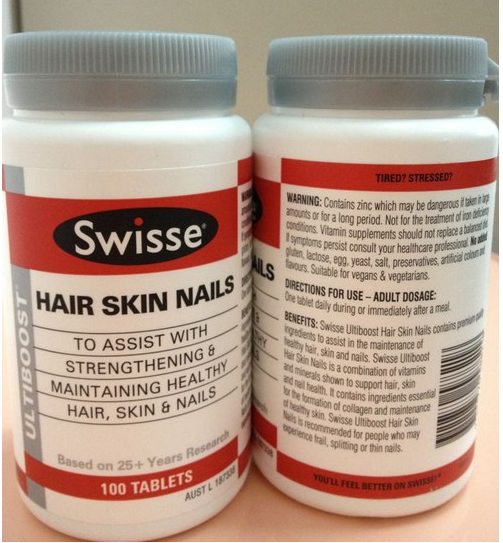 Swisse
ULTIBOOST
HAIR SKIN NAILS
TO ASSIST WITH
STRENGTHENING &
MAINTAINING HEALTHY
HAIR, SKIN & NAILS
Based on 25+ Years Research
100 TABLETS
AUST L 187338
TIRED? STRESSED?
WARNING: Contains zinc which may be dangerous if taken in large
amounts or for a long period. Not for the treatment of iron deficiency
conditions. Vitamin supplements should not replace a balanced diet.
If symptoms persist consult your healthcare professional. No added
gluten, lactose, egg, yeast, salt, preservatives, artificial colours and
flavours. Suitable for vegans & vegetarians.
DIRECTIONS FOR USE – ADULT DOSAGE:
One tablet daily during or immediately after a meal.
BENEFITS: Swisse Ultiboost Hair Skin Nails contains premium quality
ingredients to assist in the maintenance of
healthy hair, skin and nails. Swisse Ultiboost
Hair Skin Nails is a combination of vitamins
and minerals shown to support hair, skin
and nail health. It contains ingredients essential
for the formation of collagen and maintenance
of healthy skin. Swisse Ultiboost Hair Skin
Nails is recommended for people who may
experience frail, splitting or thin nails.
YOU'LL FEEL BETTER ON SWISSE!
AILS